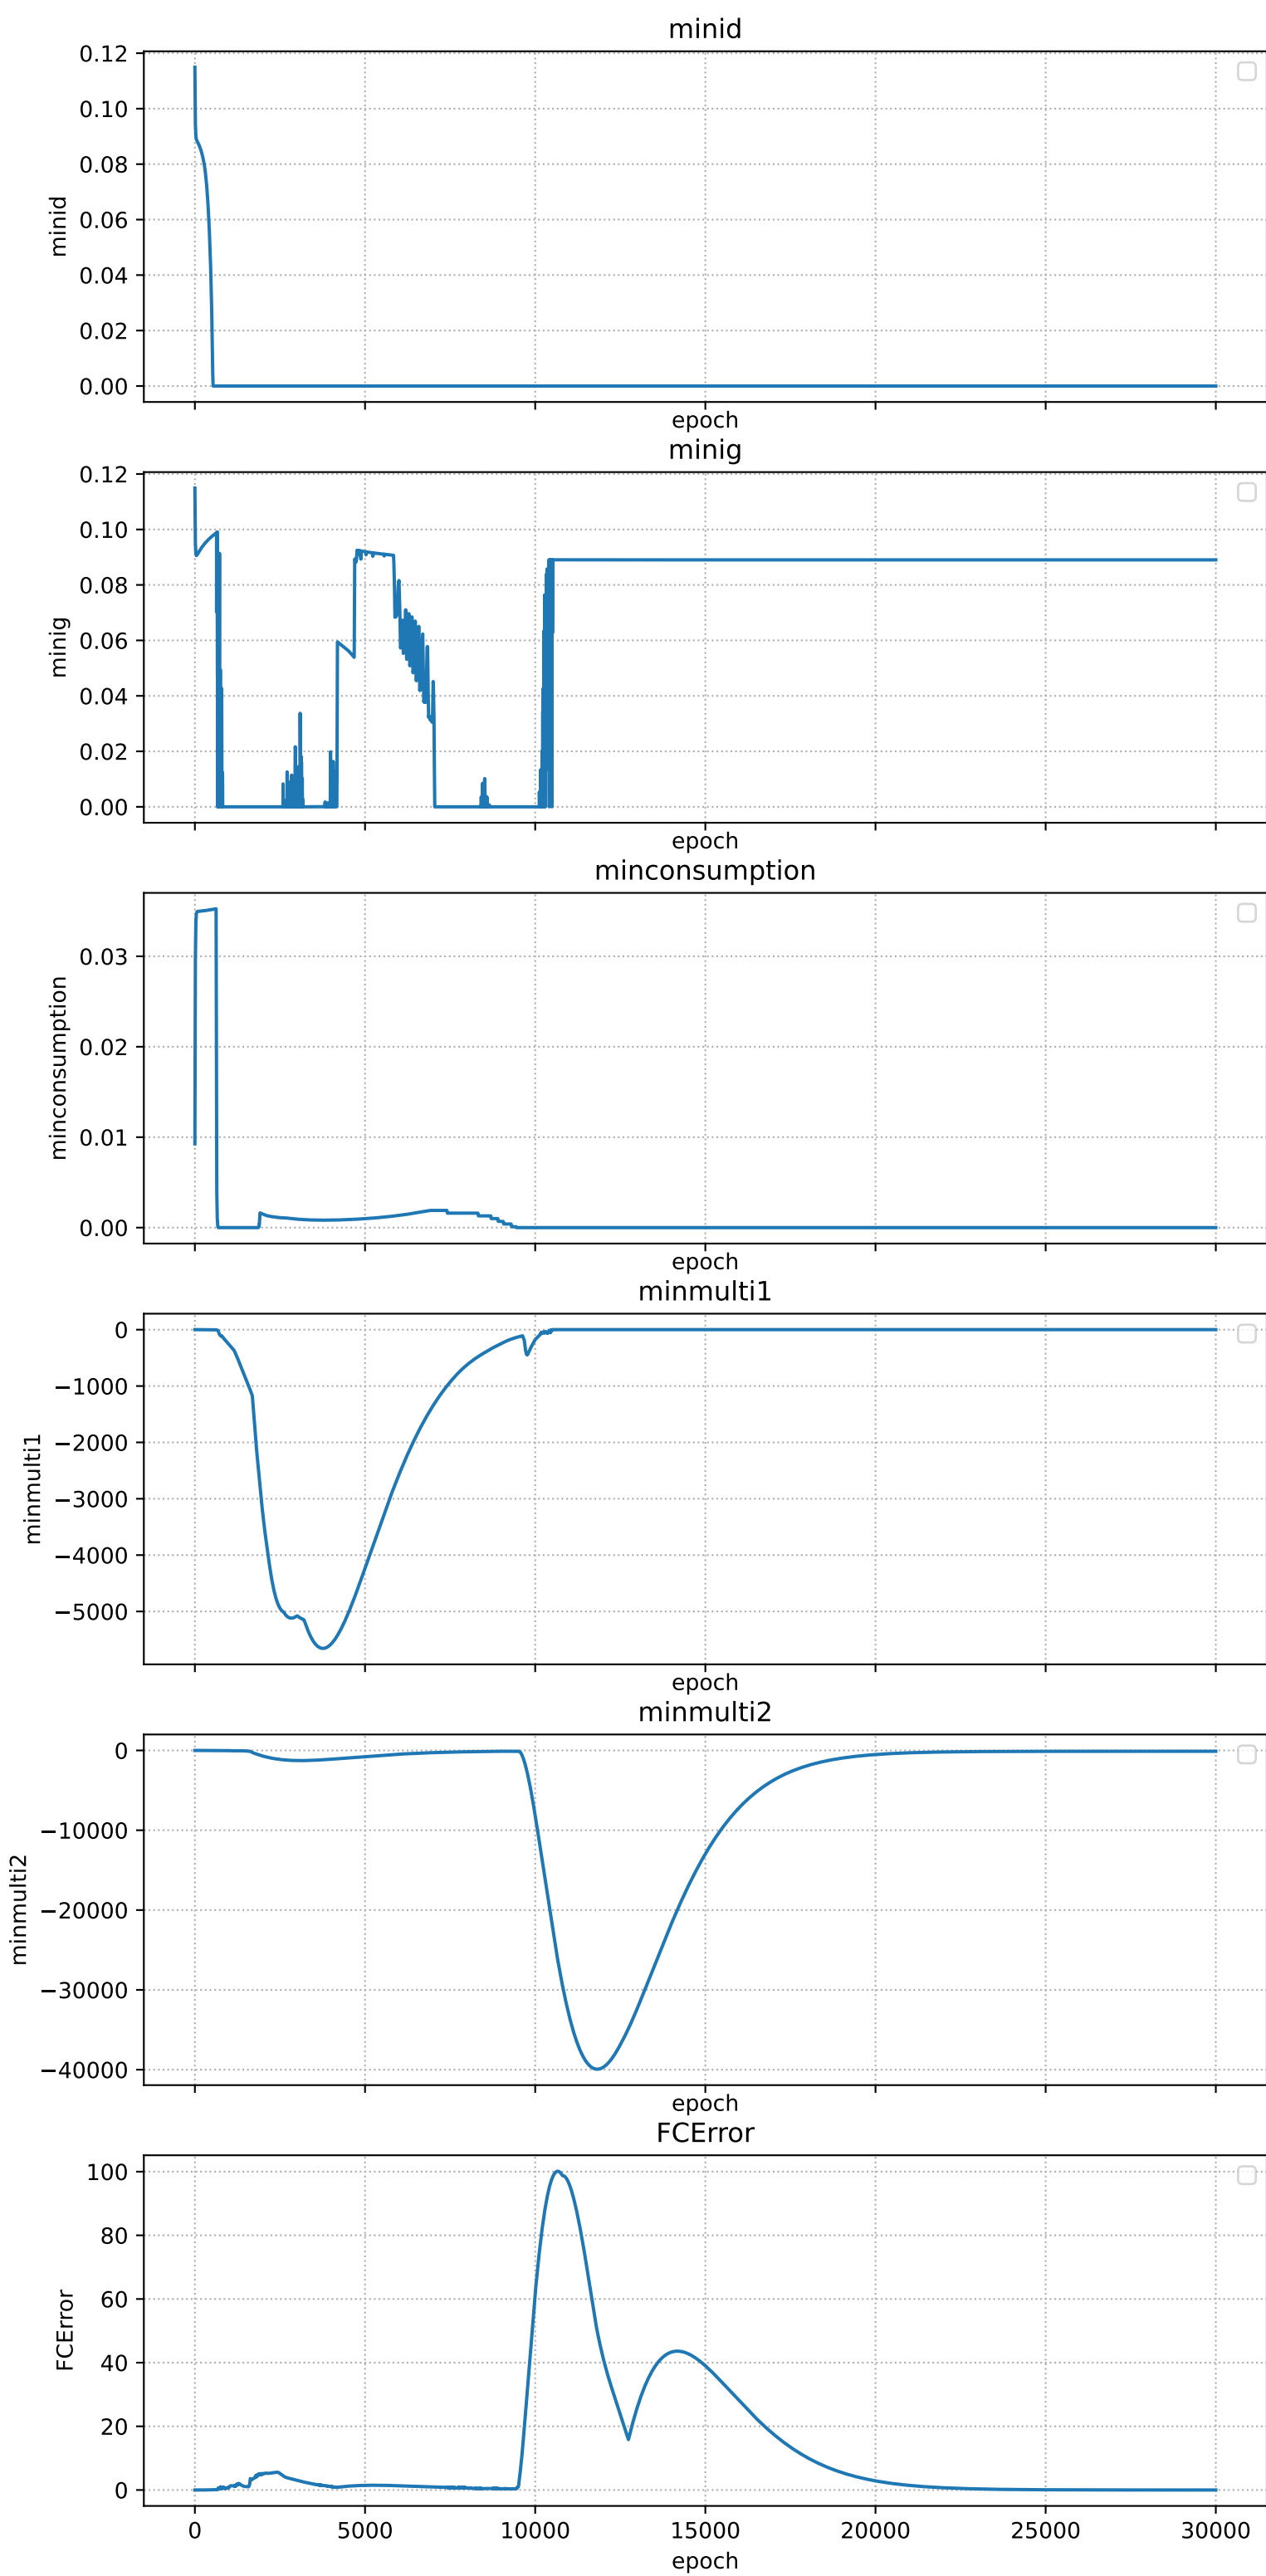 minid
0.12
0.10
0.08
0.06
0.04
0.02
0.00
minid
epoch
minig
0.12
0.10
0.08
0.06
0.04
0.02
0.00
minig
epoch
minconsumption
0.03
0.02
0.01
0.00
minconsumption
epoch
minmulti1
0
−1000
−2000
−3000
−4000
−5000
minmulti1
epoch
minmulti2
0
−10000
−20000
−30000
−40000
minmulti2
epoch
FCError
100
80
60
40
20
0
FCError
0 5000 10000 15000 20000 25000 30000
epoch